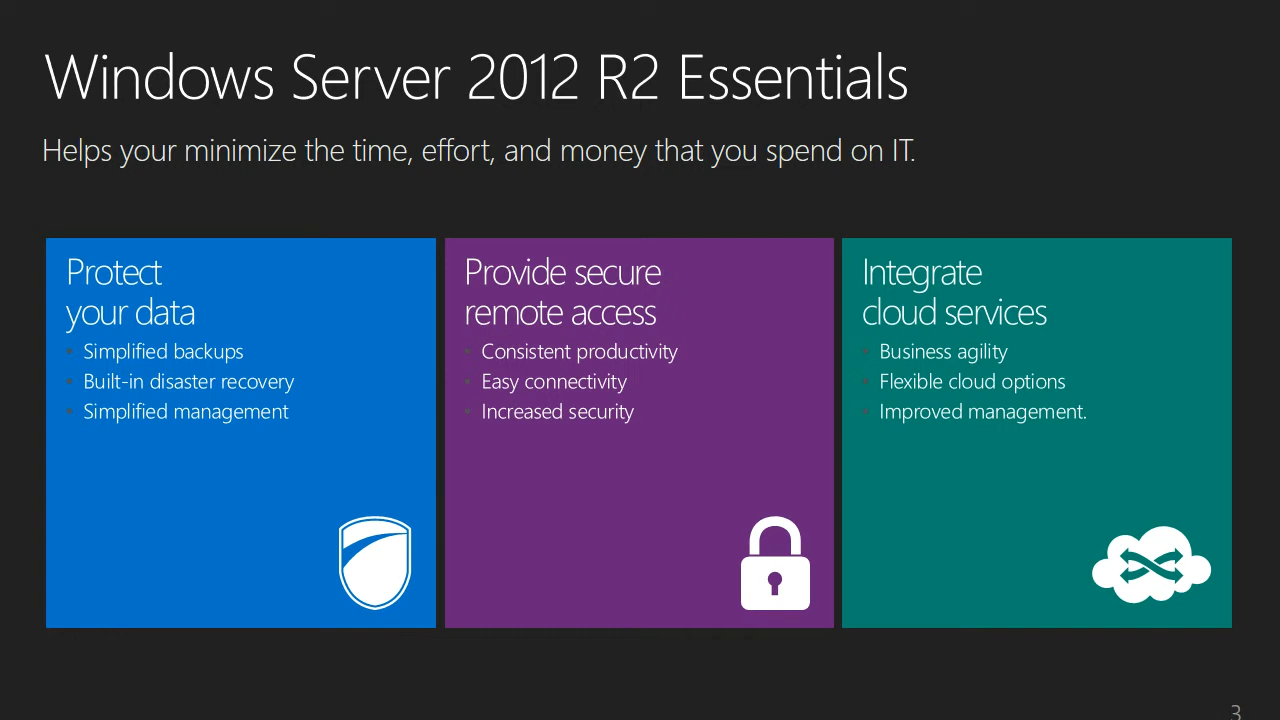 Windows Server 2012 R2 Essentials
Helps your minimize the time, effort, and money that you spend on IT.
Protect
your data
• Simplified backups
• Built-in disaster recovery
• Simplified management
Provide secure
remote access
• Consistent productivity
• Easy connectivity
• Increased security
Integrate
cloud services
• Business agility
• Flexible cloud options
• Improved management.
3